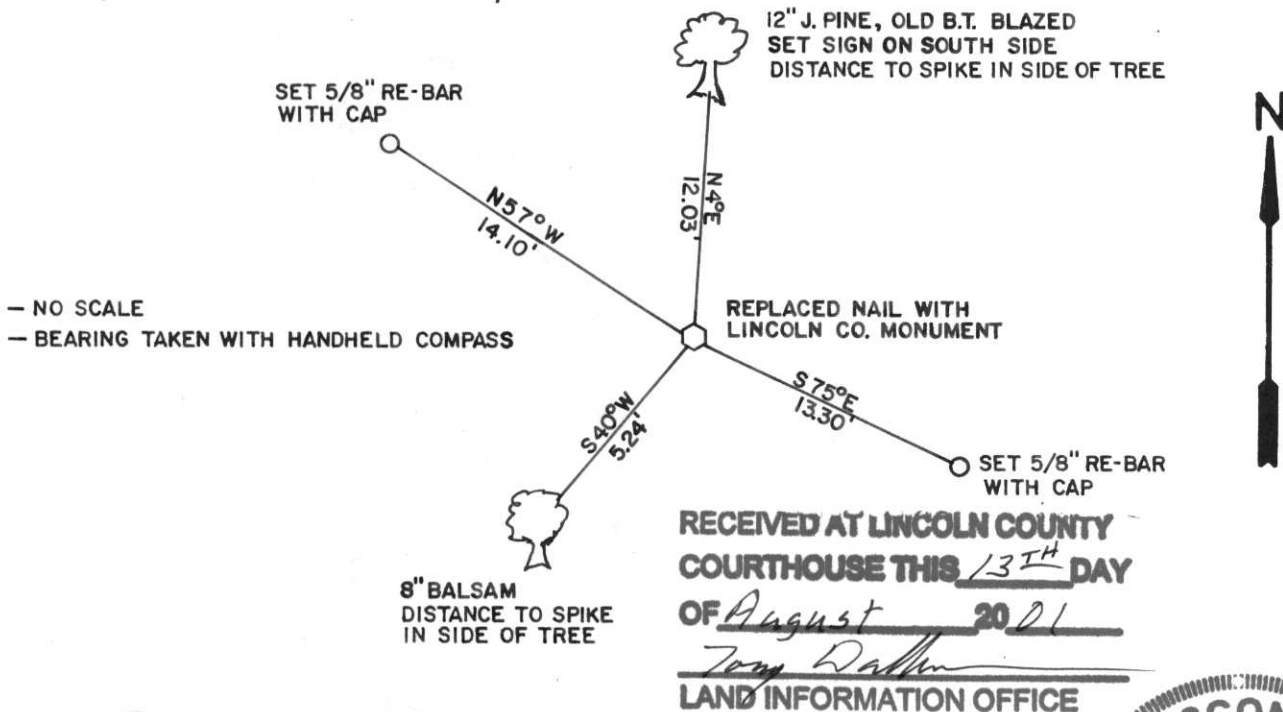 12" J. PINE, OLD B.T. BLAZED
SET SIGN ON SOUTH SIDE
DISTANCE TO SPIKE IN SIDE OF TREE
SET 5/8" RE-BAR
WITH CAP
N
N57°W
14.10'
N4°E
12.03'
— NO SCALE
— BEARING TAKEN WITH HANDHELD COMPASS
REPLACED NAIL WITH
LINCOLN CO. MONUMENT
S40°W
5.24'
S75°E
13.30'
SET 5/8" RE-BAR
WITH CAP
8" BALSAM
DISTANCE TO SPIKE
IN SIDE OF TREE
RECEIVED AT LINCOLN COUNTY
COURTHOUSE THIS 13TH DAY
OF August 2001
Tony
LAND INFORMATION OFFICE